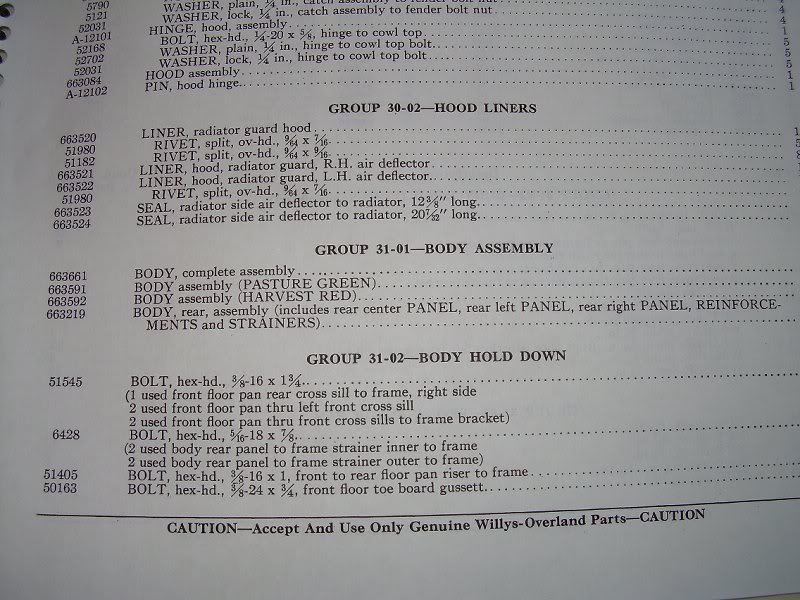 5790 WASHER, plain, ¼ in., catch assembly to fender bolt nut 4
5121 WASHER, lock, ¼ in., catch assembly to fender bolt nut 4
52031 HINGE, hood, assembly 4
A-12101 BOLT, hex-hd., ¼-20 x ⅝, hinge to cowl top 1
52168 WASHER, plain, ¼ in., hinge to cowl top bolt 5
52702 WASHER, lock, ¼ in., hinge to cowl top bolt 5
52031 HOOD assembly 5
663084 PIN, hood hinge 1
A-12102 1
GROUP 30-02—HOOD LINERS
663520 LINER, radiator guard hood 1
51980 RIVET, split, ov-hd., 9/64 x 7/16
51182 RIVET, split, ov-hd., 9/64 x 9/16
663521 LINER, hood, radiator guard, R.H. air deflector
663522 LINER, hood, radiator guard, L.H. air deflector
51980 RIVET, split, ov-hd., 9/64 x 7/16
663523 SEAL, radiator side air deflector to radiator, 12⅜" long
663524 SEAL, radiator side air deflector to radiator, 20 7/32" long
GROUP 31-01—BODY ASSEMBLY
663661 BODY, complete assembly
663591 BODY assembly (PASTURE GREEN)
663592 BODY assembly (HARVEST RED)
663219 BODY, rear, assembly (includes rear center PANEL, rear left PANEL, rear right PANEL, REINFORCE-
MENTS and STRAINERS)
GROUP 31-02—BODY HOLD DOWN
51545 BOLT, hex-hd., ⅜-16 x 1¾
(1 used front floor pan rear cross sill to frame, right side
2 used front floor pan thru left front cross sill
2 used front floor pan thru front cross sills to frame bracket)
6428 BOLT, hex-hd., 5/16-18 x ⅞
(2 used body rear panel to frame strainer inner to frame
2 used body rear panel to frame strainer outer to frame)
51405 BOLT, hex-hd., ⅜-16 x 1, front to rear floor pan riser to frame
50163 BOLT, hex-hd., ⅜-24 x ¾, front floor toe board gussett
CAUTION—Accept And Use Only Genuine Willys-Overland Parts—CAUTION